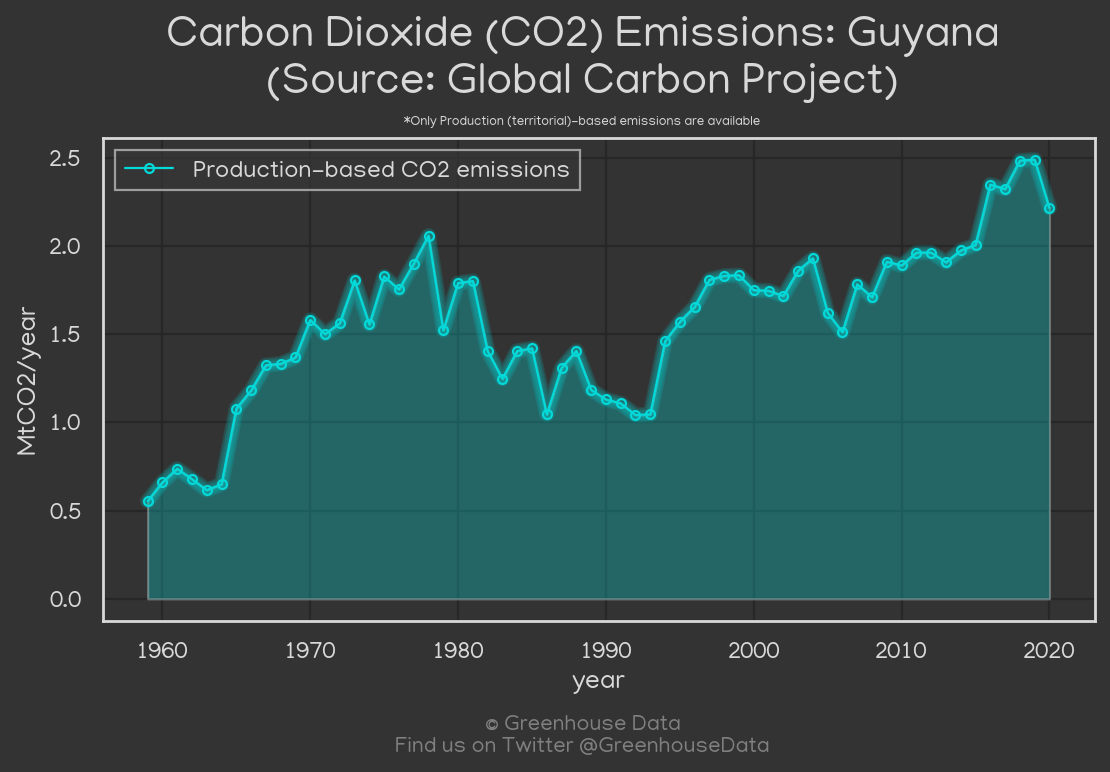 Carbon Dioxide (CO2) Emissions: Guyana
(Source: Global Carbon Project)
*Only Production (territorial)-based emissions are available
Production-based CO2 emissions
MtCO2/year
2.5
2.0
1.5
1.0
0.5
0.0
1960 1970 1980 1990 2000 2010 2020
year
© Greenhouse Data
Find us on Twitter @GreenhouseData